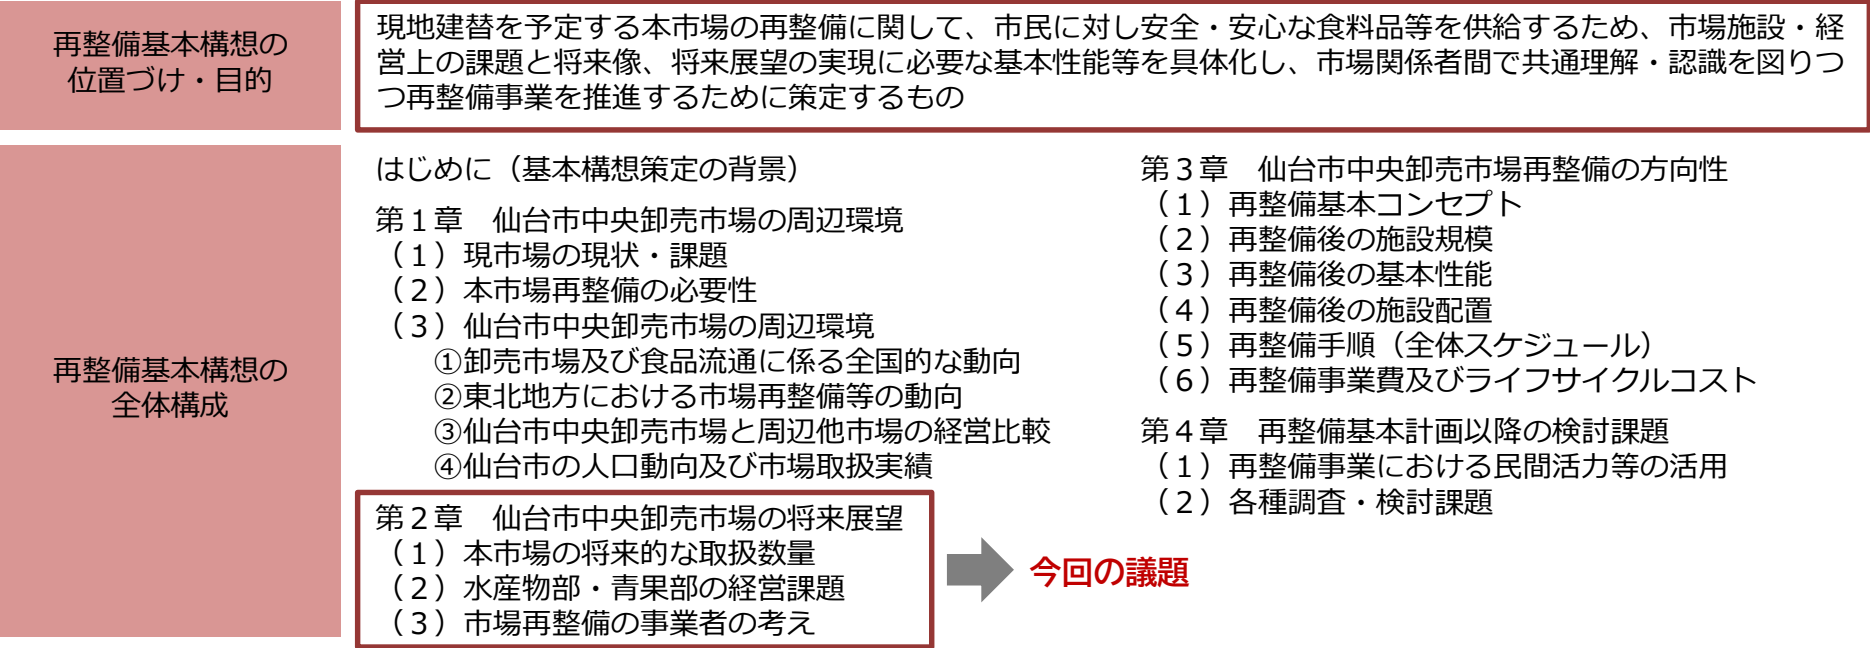 再整備基本構想の
位置づけ・目的
現地建替を予定する本市場の再整備に関して、市民に対し安全・安心な食料品等を供給するため、市場施設・経
営上の課題と将来像、将来展望の実現に必要な基本性能等を具体化し、市場関係者間で共通理解・認識を図りつ
つ再整備事業を推進するために策定するもの
再整備基本構想の
全体構成
はじめに（基本構想策定の背景）
第１章　仙台市中央卸売市場の周辺環境
（１）現市場の現状・課題
（２）本市場再整備の必要性
（３）仙台市中央卸売市場の周辺環境
①卸売市場及び食品流通に係る全国的な動向
②東北地方における市場再整備等の動向
③仙台市中央卸売市場と周辺他市場の経営比較
④仙台市の人口動向及び市場取扱実績
第２章　仙台市中央卸売市場の将来展望
（１）本市場の将来的な取扱数量
（２）水産物部・青果部の経営課題
（３）市場再整備の事業者の考え
今回の議題
第３章　仙台市中央卸売市場再整備の方向性
（１）再整備基本コンセプト
（２）再整備後の施設規模
（３）再整備後の基本性能
（４）再整備後の施設配置
（５）再整備手順（全体スケジュール）
（６）再整備事業費及びライフサイクルコスト
第４章　再整備基本計画以降の検討課題
（１）再整備事業における民間活力等の活用
（２）各種調査・検討課題